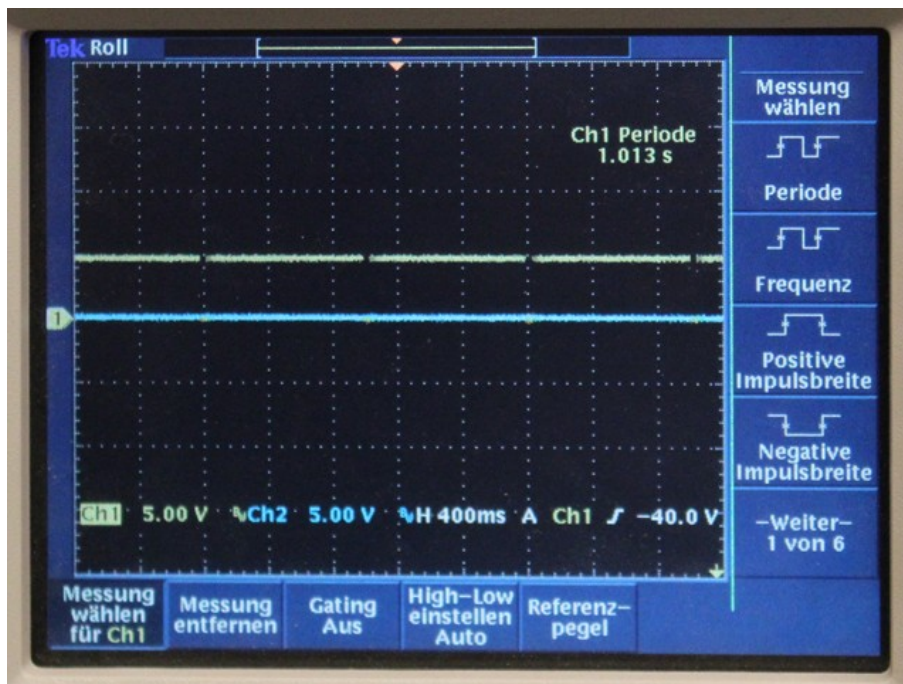 Tek Roll
Ch1 Periode
1.013 s
1
Ch1 5.00 V Ch2 5.00 V H 400ms A Ch1 -40.0 V
Messung
wählen
Periode
Frequenz
Positive
Impulsbreite
Negative
Impulsbreite
-Weiter-
1 von 6
Messung
wählen
für Ch1
Messung
entfernen
Gating
Aus
High-Low
einstellen
Auto
Referenz-
pegel